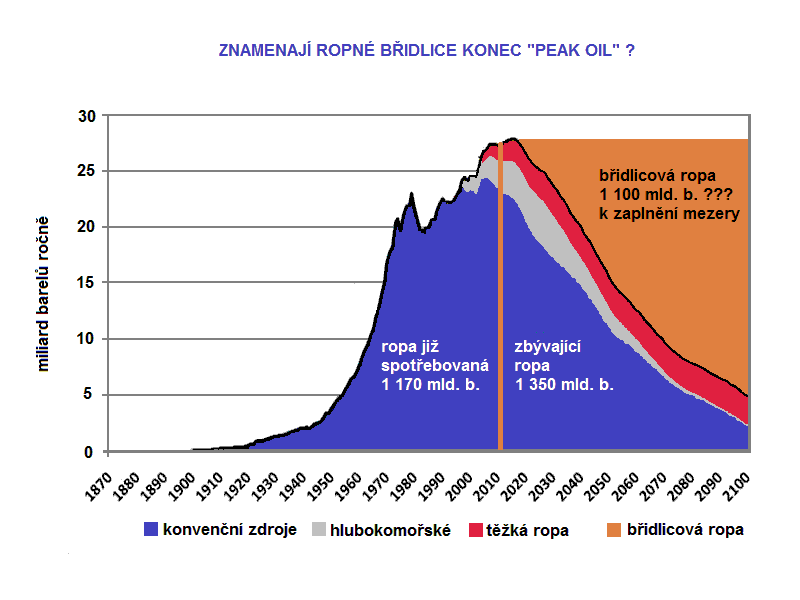 ZNAMENAJÍ ROPNÉ BŘIDLICE KONEC "PEAK OIL" ?
miliard barelů ročně
30
25
20
15
10
5
0
břidlicová ropa
1 100 mld. b. ???
k zaplnění mezery
ropa již
spotřebovaná
1 170 mld. b.
zbývající
ropa
1 350 mld. b.
1870 1880 1890 1900 1910 1920 1930 1940 1950 1960 1970 1980 1990 2000 2010 2020 2030 2040 2050 2060 2070 2080 2090 2100
konvenční zdroje hlubokomořské těžká ropa břidlicová ropa